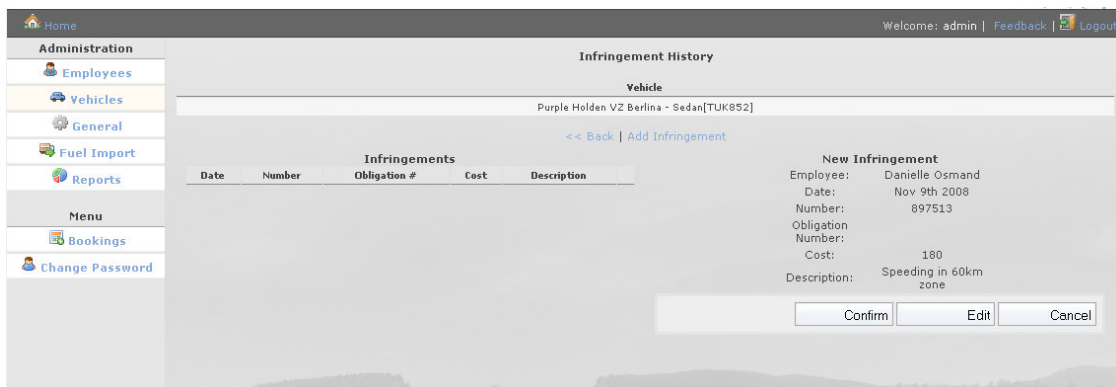 Home
Welcome: admin | Feedback | Logout
Administration
Employees
Vehicles
General
Fuel Import
Reports
Menu
Bookings
Change Password
Infringement History
Vehicle
Purple Holden VZ Berlina - Sedan[TUK852]
<< Back | Add Infringement
Infringements
Date Number Obligation # Cost Description
New Infringement
Employee: Danielle Osmand
Date: Nov 9th 2008
Number: 897513
Obligation
Number:
Cost: 180
Description: Speeding in 60km
zone
Confirm Edit Cancel